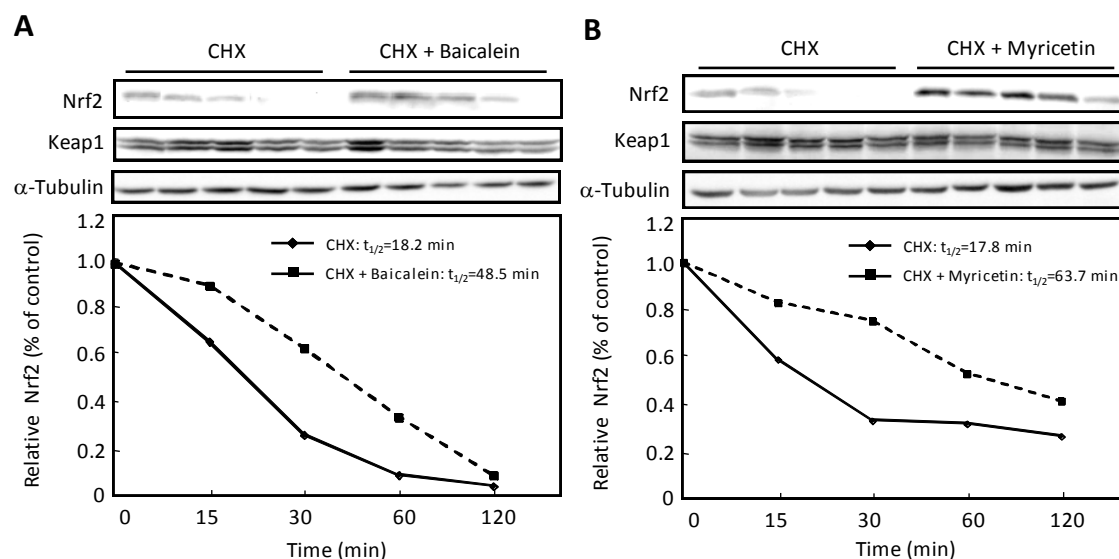 A
CHX
CHX + Baicalein
Nrf2
Keap1
α-Tubulin
1.2
1.0
0.8
0.6
0.4
0.2
0
CHX: t1/2=18.2 min
CHX + Baicalein: t1/2=48.5 min
Relative Nrf2 (% of control)
0 15 30 60 120
Time (min)
B
CHX
CHX + Myricetin
Nrf2
Keap1
α-Tubulin
1.2
1.0
0.8
0.6
0.4
0.2
0
CHX: t1/2=17.8 min
CHX + Myricetin: t1/2=63.7 min
Relative Nrf2 (% of control)
0 15 30 60 120
Time (min)